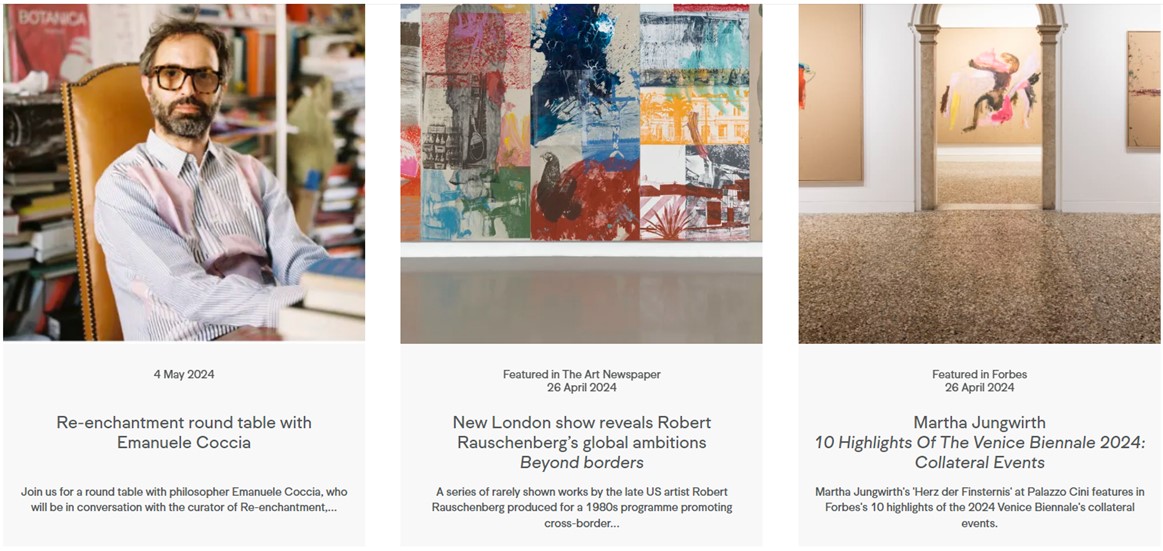 BOTANICA
4 May 2024
Re-enchantment round table with
Emanuele Coccia
Join us for a round table with philosopher Emanuele Coccia, who
will be in conversation with the curator of Re-enchantment,...
Featured in The Art Newspaper
26 April 2024
New London show reveals Robert
Rauschenberg's global ambitions
Beyond borders
A series of rarely shown works by the late US artist Robert
Rauschenberg produced for a 1980s programme promoting
cross-border...
Featured in Forbes
26 April 2024
Martha Jungwirth
10 Highlights Of The Venice Biennale 2024:
Collateral Events
Martha Jungwirth's 'Herz der Finsternis' at Palazzo Cini features in
Forbes's 10 highlights of the 2024 Venice Biennale's collateral
events.